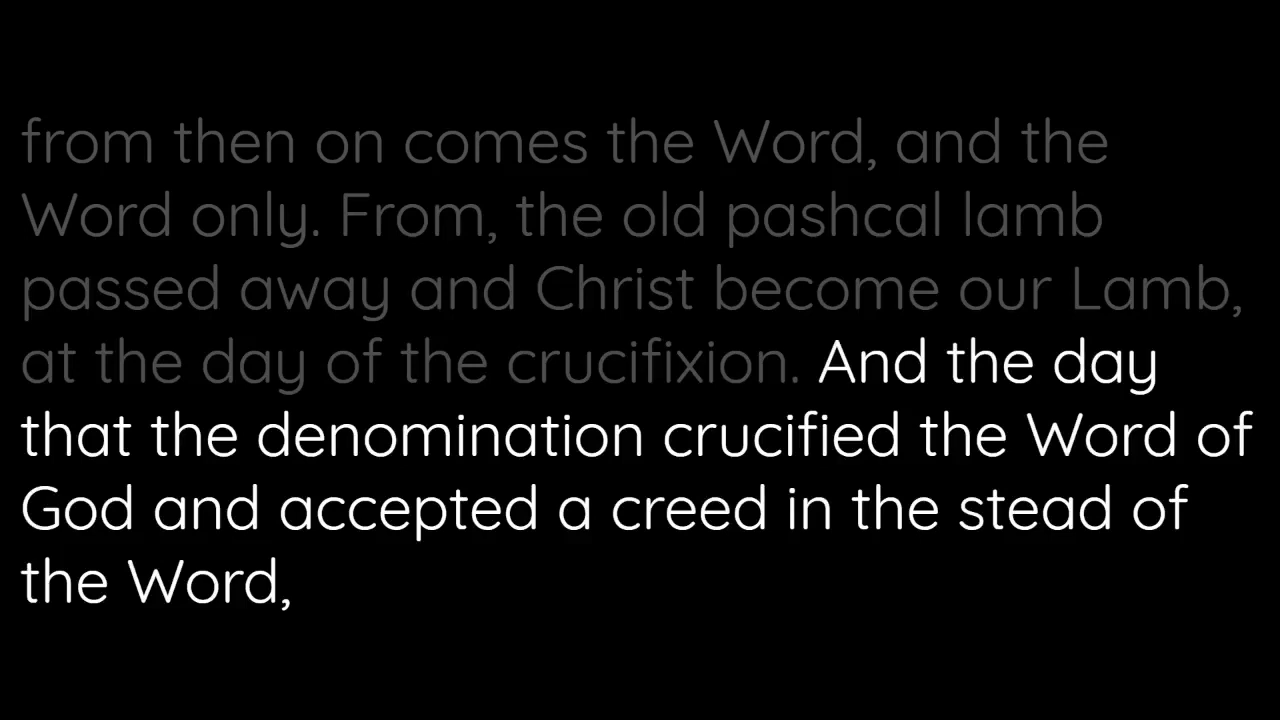 from then on comes the Word, and the
Word only. From, the old pashcal lamb
passed away and Christ become our Lamb,
at the day of the crucifixion. And the day
that the denomination crucified the Word of
God and accepted a creed in the stead of
the Word,